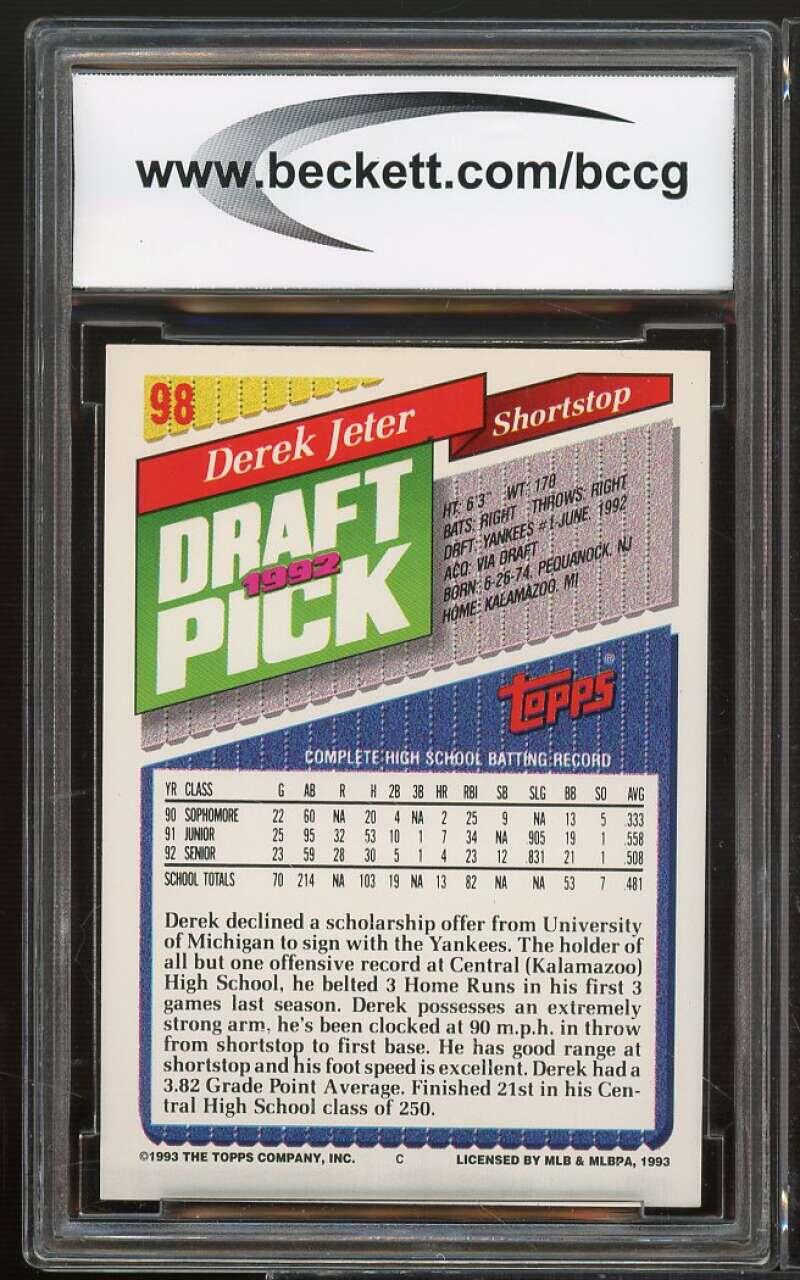 www.beckett.com/bccg
98
Derek Jeter
Shortstop
DRAFT
1992
PICK
HT: 6'3" WT: 178
BATS: RIGHT THROWS: RIGHT
DRFT: YANKEES #1-JUNE, 1992
ACQ: VIA DRAFT
BORN: 6-26-74, PEQUANOCK, NJ
HOME: KALAMAZOO, MI
TOPPS®
COMPLETE HIGH SCHOOL BATTING RECORD
YR CLASS G AB R H 2B 3B HR RBI SB SLG BB SO AVG
90 SOPHOMORE 22 60 NA 20 4 NA 2 25 9 NA 13 5 .333
91 JUNIOR 25 95 32 53 10 1 7 34 NA .905 19 1 .558
92 SENIOR 23 59 28 30 5 1 4 23 12 .831 21 1 .508
SCHOOL TOTALS 70 214 NA 103 19 NA 13 82 NA NA 53 7 .481
Derek declined a scholarship offer from University
of Michigan to sign with the Yankees. The holder of
all but one offensive record at Central (Kalamazoo)
High School, he belted 3 Home Runs in his first 3
games last season. Derek possesses an extremely
strong arm, he's been clocked at 90 m.p.h. in throw
from shortstop to first base. He has good range at
shortstop and his foot speed is excellent. Derek had a
3.82 Grade Point Average. Finished 21st in his Cen-
tral High School class of 250.
©1993 THE TOPPS COMPANY, INC. C LICENSED BY MLB & MLBPA, 1993